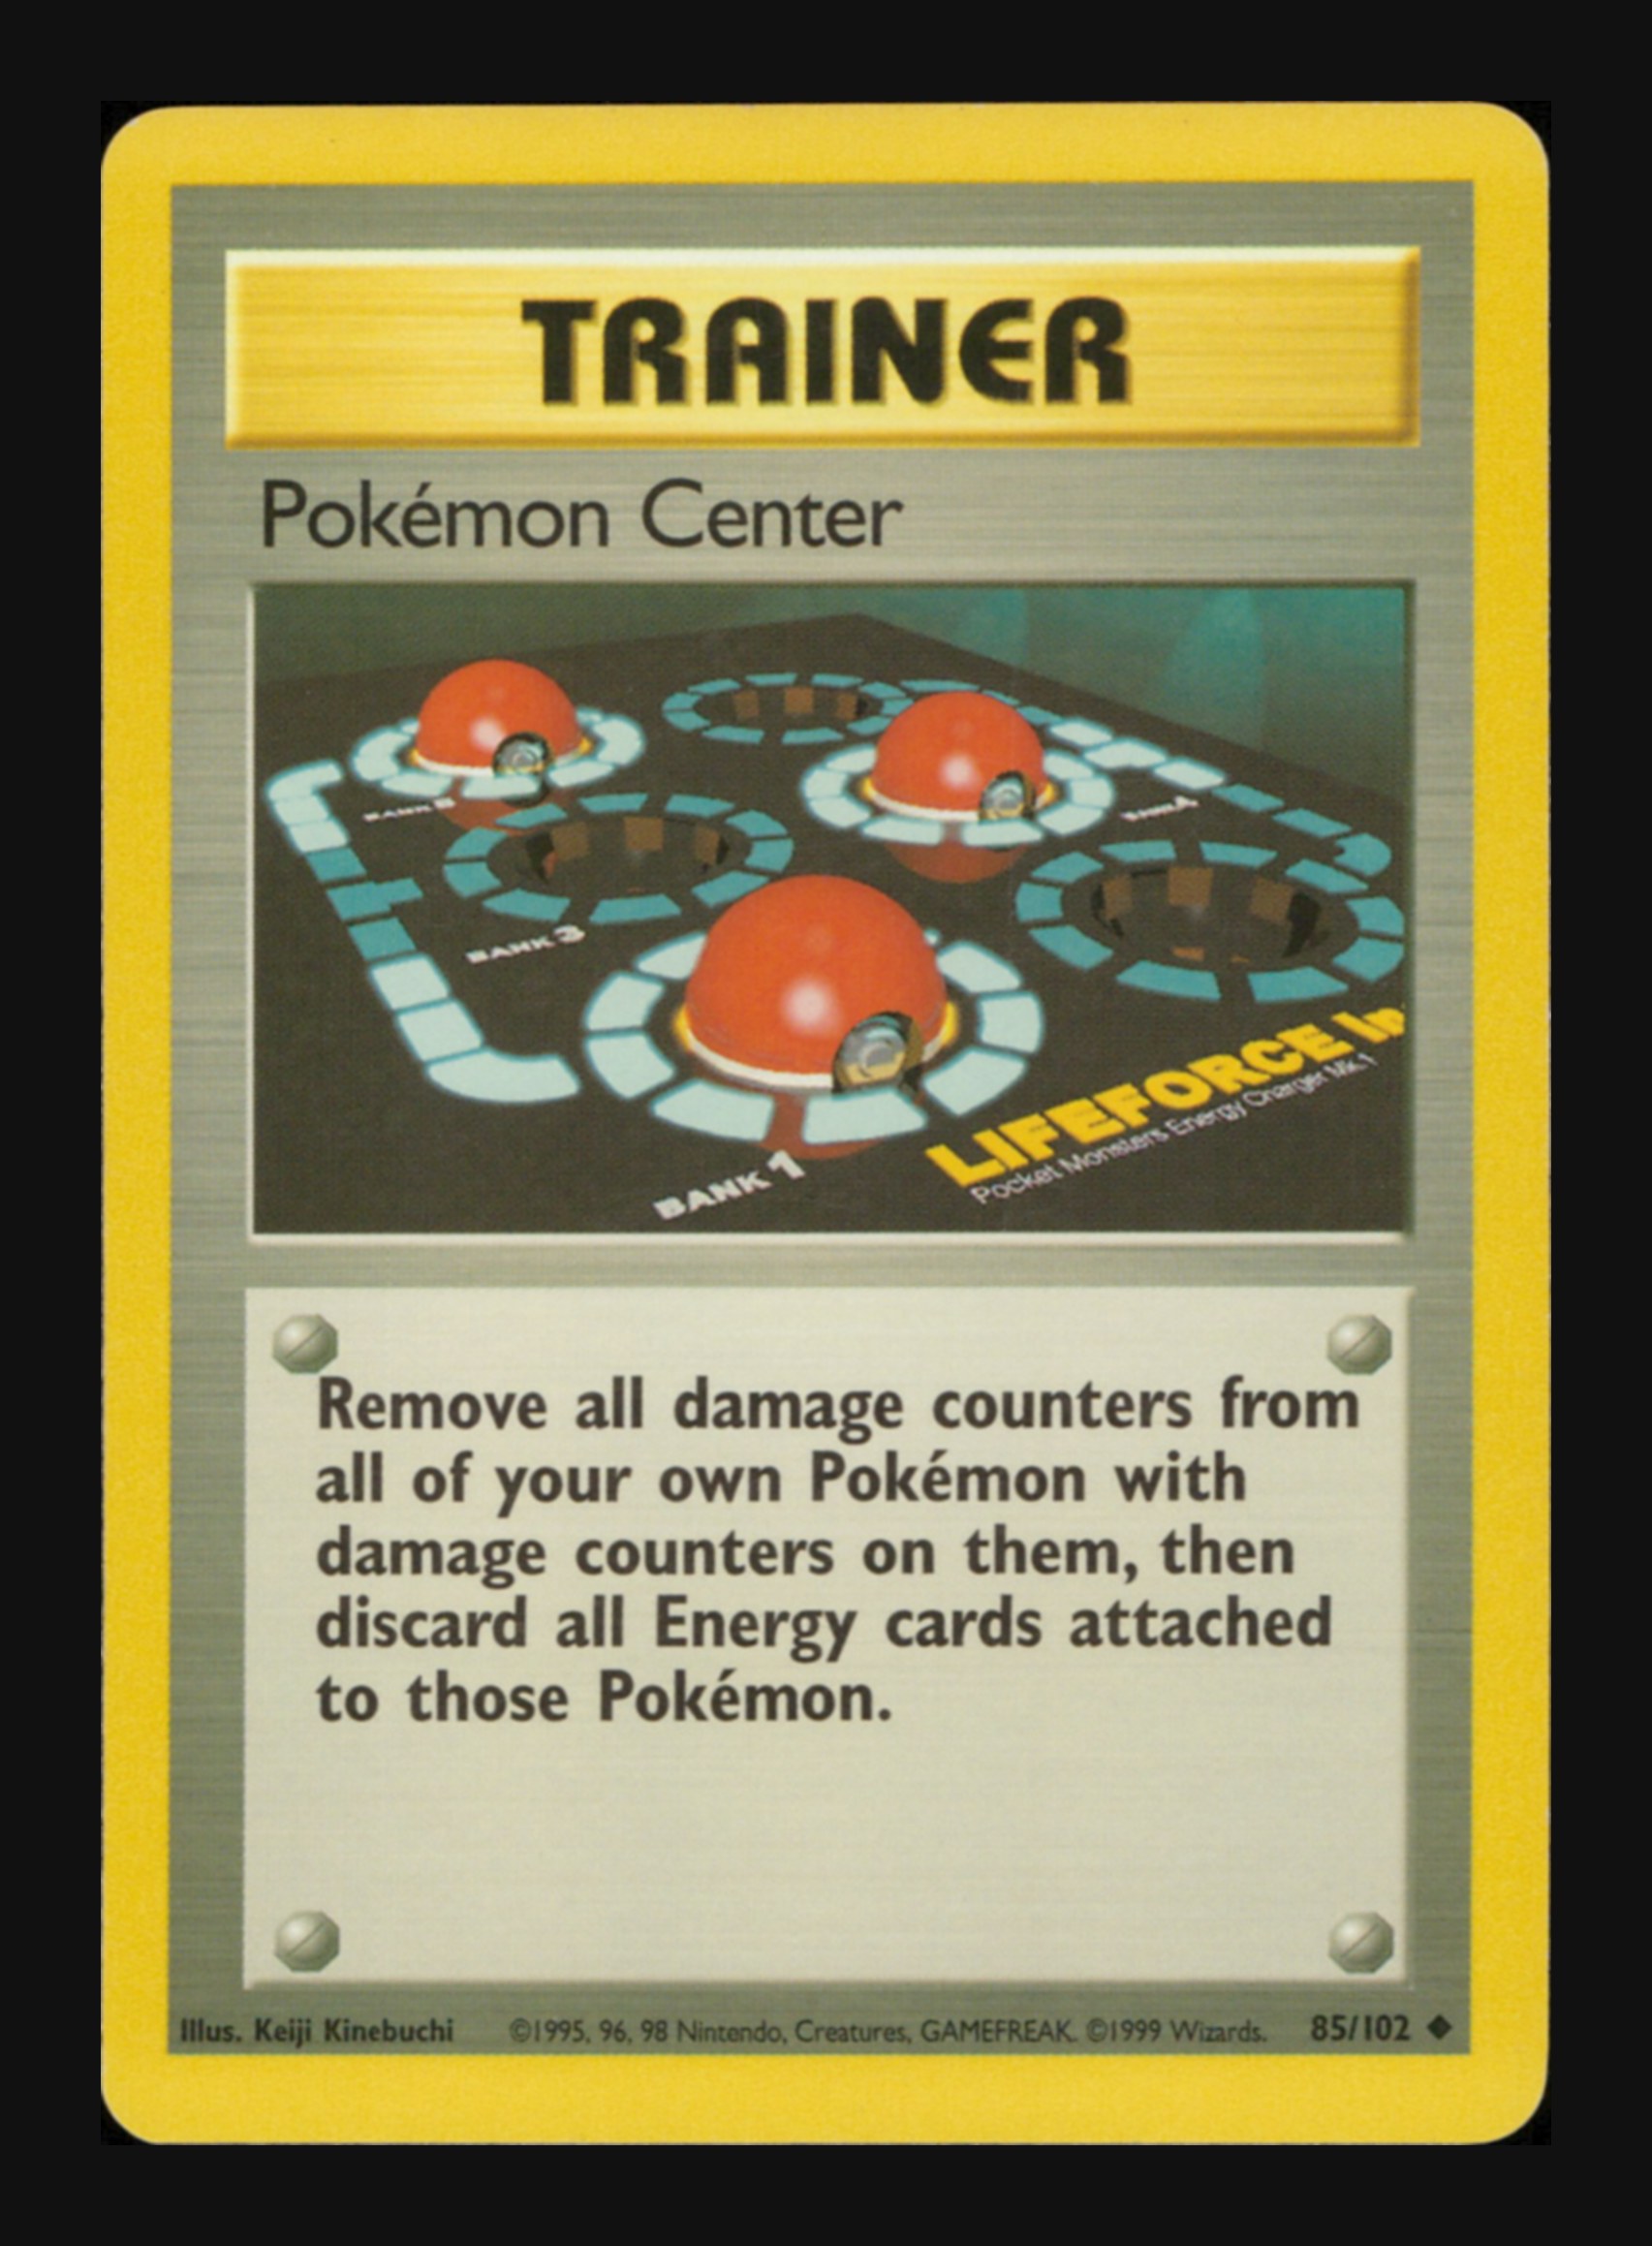 TRAINER
Pokémon Center
BANK 3
BANK 1
LIFEFORCE In
Pocket Monsters Energy Charger Mk.1
Remove all damage counters from
all of your own Pokémon with
damage counters on them, then
discard all Energy cards attached
to those Pokémon.
Illus. Keiji Kinebuchi ©1995, 96, 98 Nintendo, Creatures, GAMEFREAK. ©1999 Wizards. 85/102